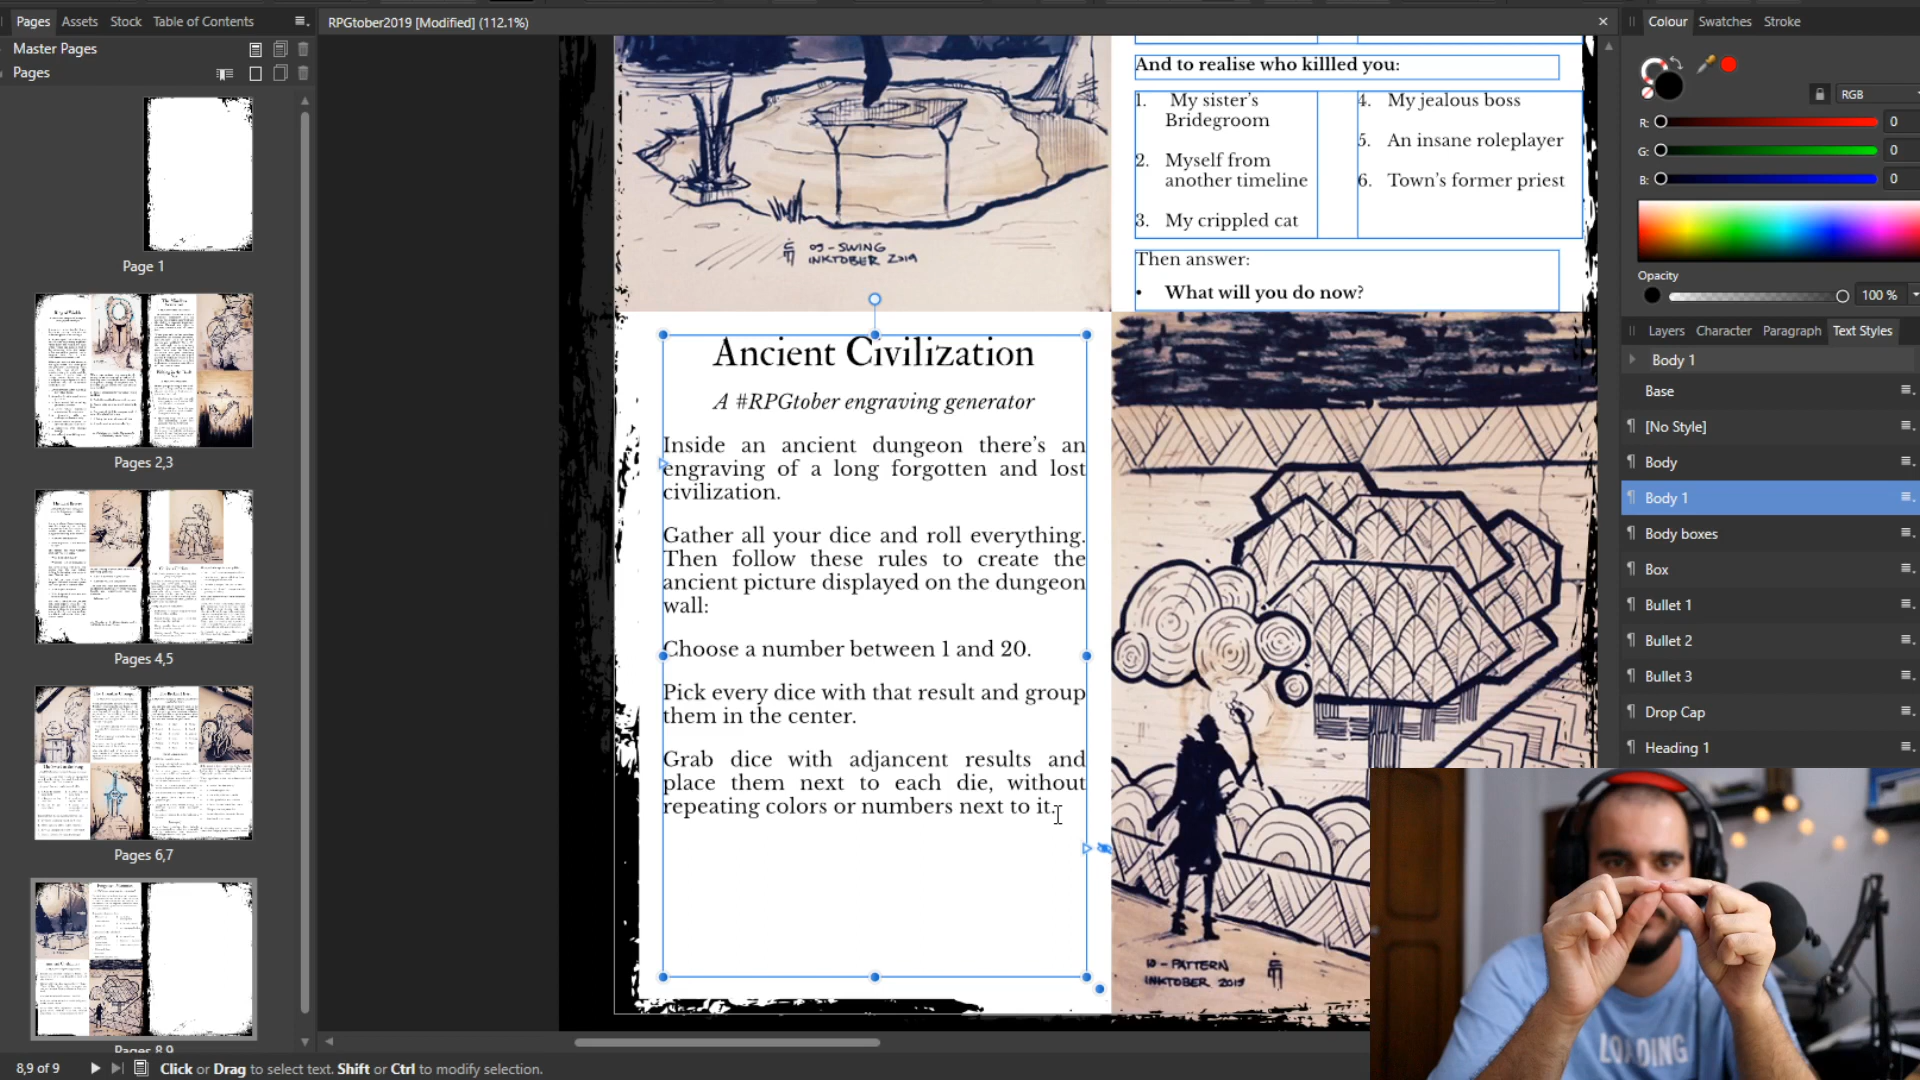 Pages Assets Stock Table of Contents
Master Pages
Pages
Page 1
Pages 2,3
Pages 4,5
Pages 6,7
Pages 8,9
RPGtober2019 [Modified] (112.1%)
09 - SWING
INKTOBER 2019
And to realise who killled you:
1. My sister's
Bridegroom
2. Myself from
another timeline
3. My crippled cat
4. My jealous boss
5. An insane roleplayer
6. Town's former priest
Then answer:
• What will you do now?
Ancient Civilization
A #RPGtober engraving generator
Inside an ancient dungeon there's an
engraving of a long forgotten and lost
civilization.
Gather all your dice and roll everything.
Then follow these rules to create the
ancient picture displayed on the dungeon
wall:
Choose a number between 1 and 20.
Pick every dice with that result and group
them in the center.
Grab dice with adjancent results and
place them next to each die, without
repeating colors or numbers next to it.
10 - PATTERN
INKTOBER 2019
Colour Swatches Stroke
RGB
R: 0
G: 0
B: 0
Opacity
100 %
Layers Character Paragraph Text Styles
Body 1
Base
[No Style]
Body
Body 1
Body boxes
Box
Bullet 1
Bullet 2
Bullet 3
Drop Cap
Heading 1
LOADING
8,9 of 9
Click or Drag to select text. Shift or Ctrl to modify selection.